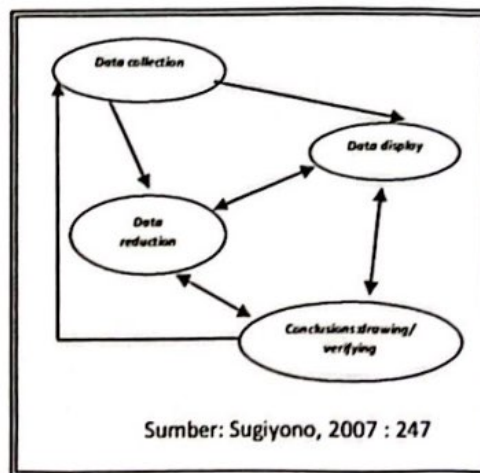 Data collection
Data display
Data
reduction
Conclusions:drawing/
verifying
Sumber: Sugiyono, 2007 : 247